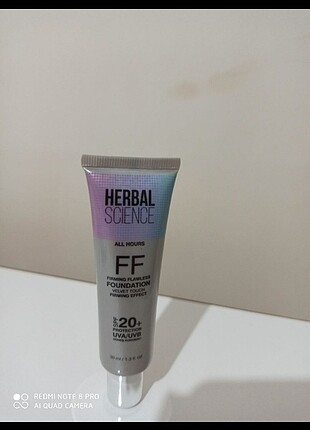 HERBAL
SCIENCE
ALL HOURS
FF
FIRMING FLAWLESS
FOUNDATION
VELVET TOUCH
FIRMING EFFECT
SPF 20+
PROTECTION
UVA/UVB
REDMI NOTE 8 PRO
AI QUAD CAMERA